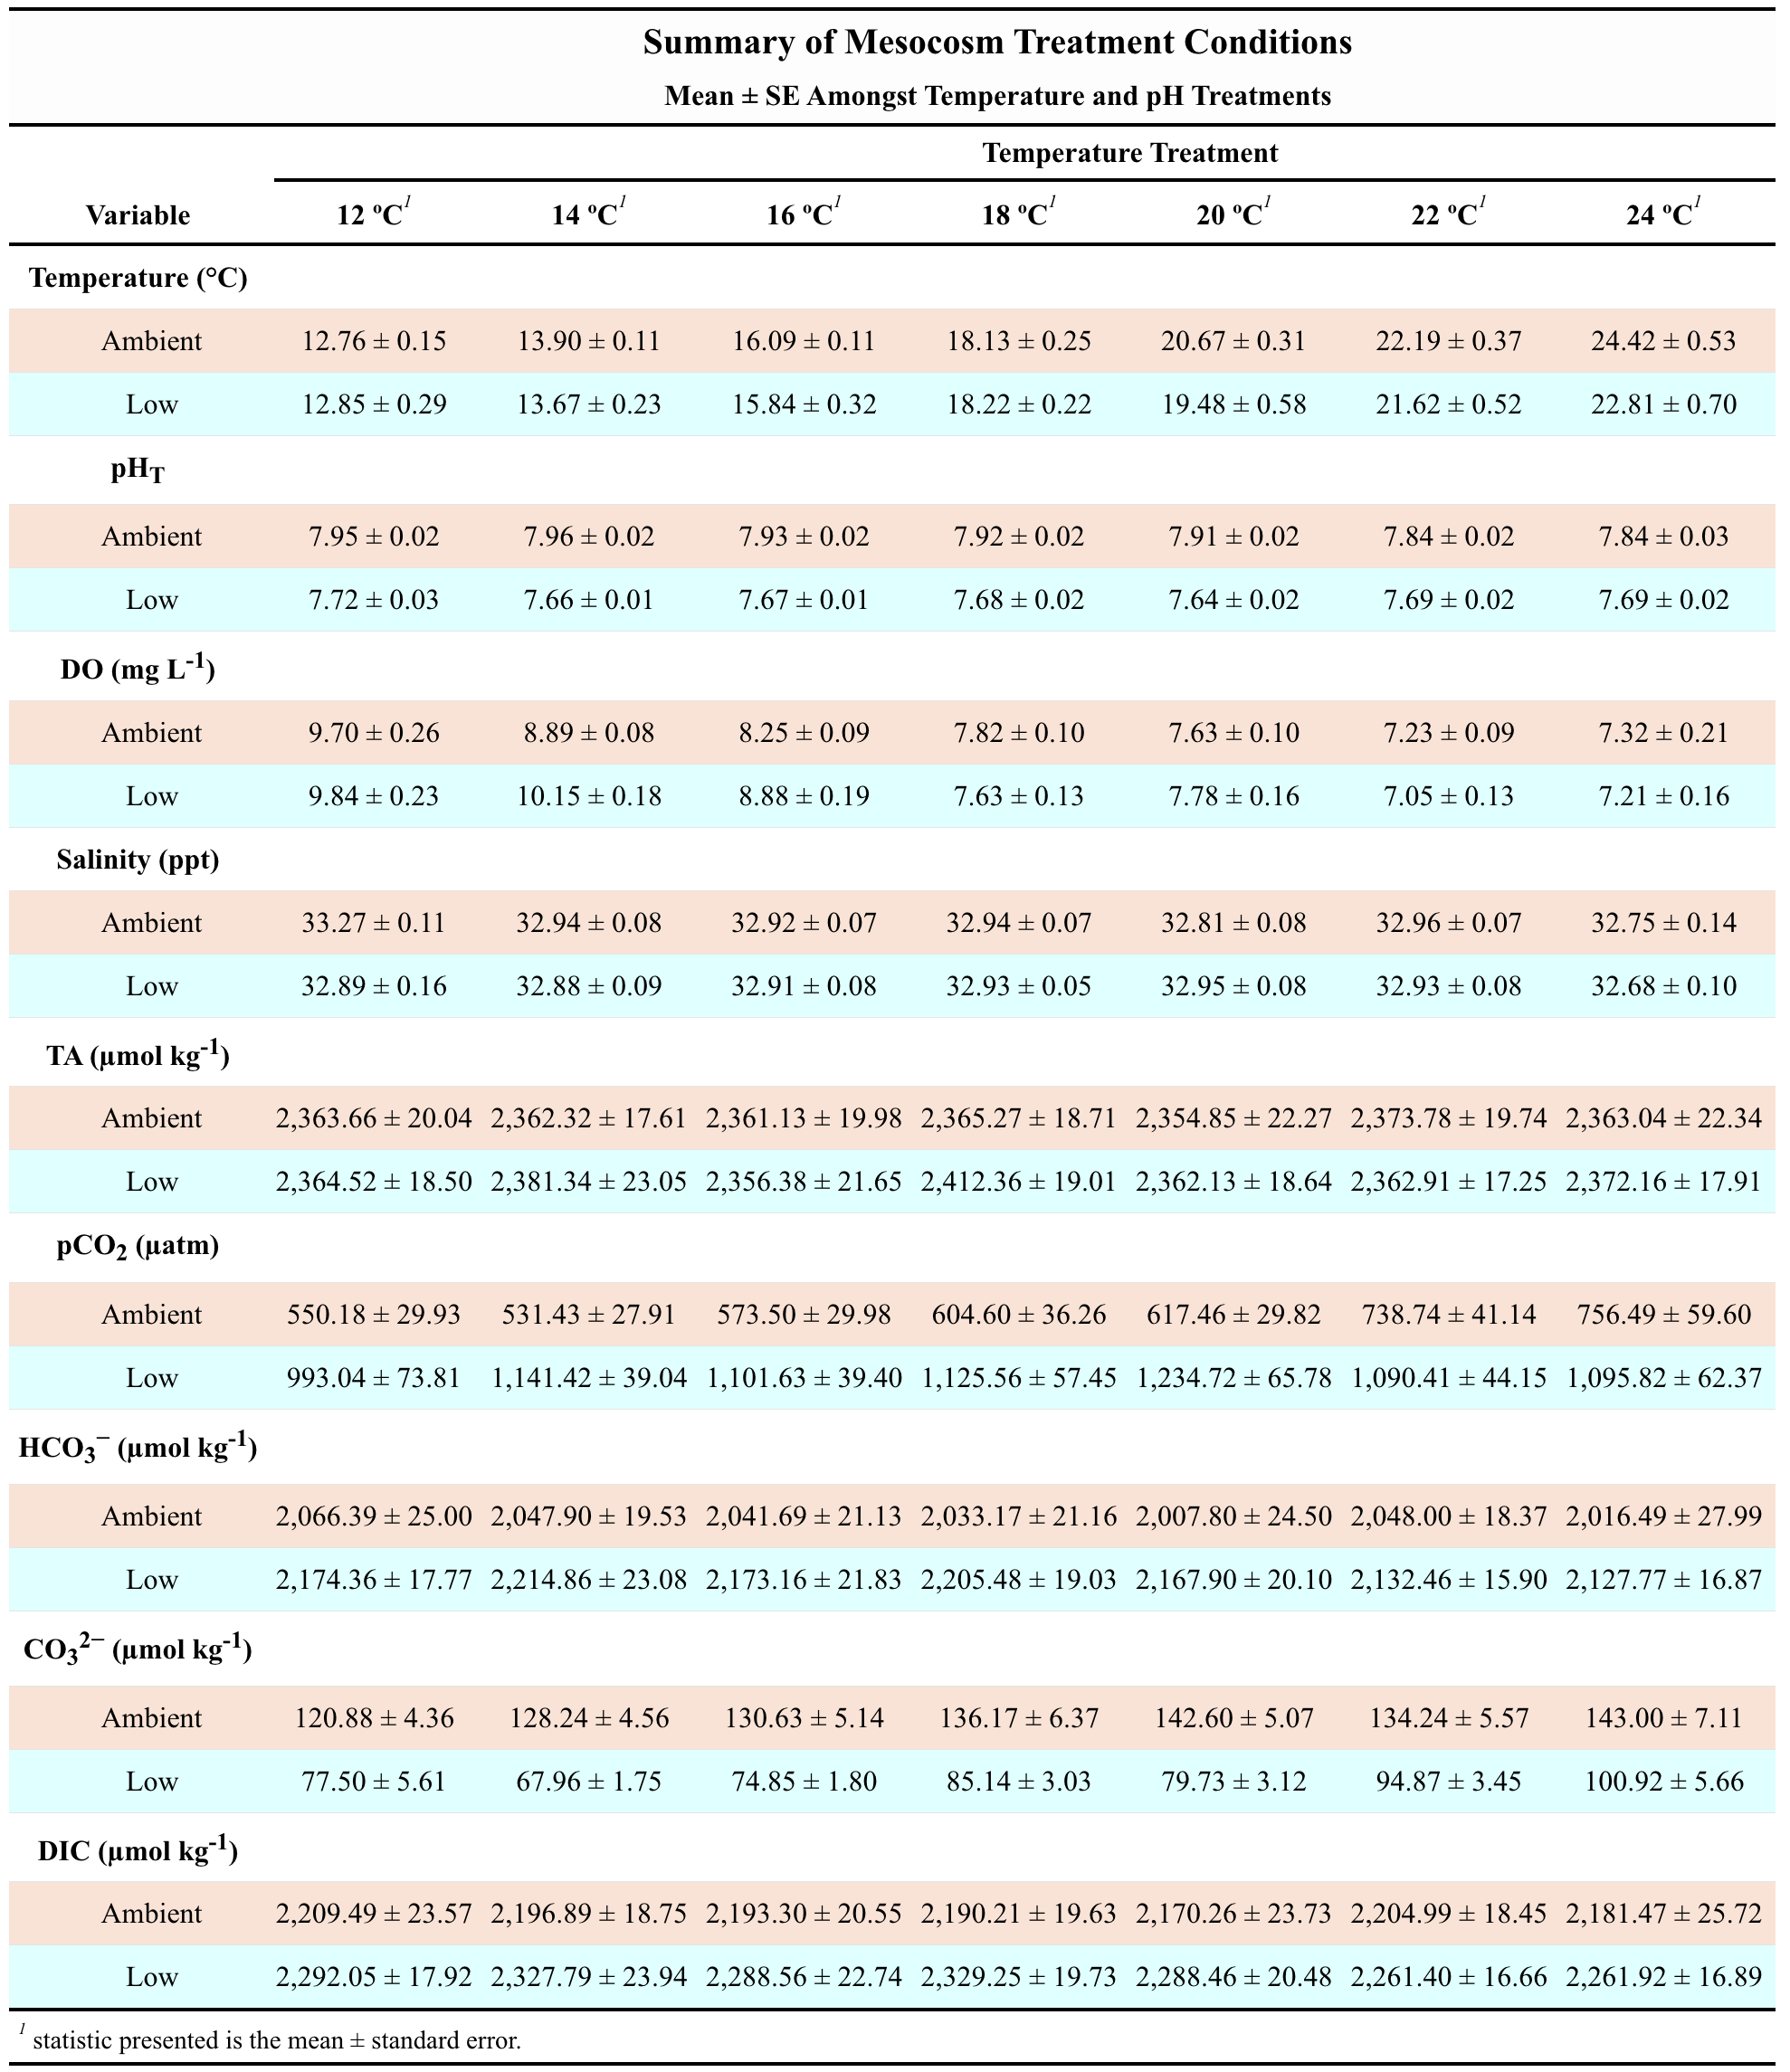 Summary of Mesocosm Treatment Conditions
Mean ± SE Amongst Temperature and pH Treatments
Temperature Treatment
Variable 12 ºC1 14 ºC1 16 ºC1 18 ºC1 20 ºC1 22 ºC1 24 ºC1
Temperature (°C)
Ambient 12.76 ± 0.15 13.90 ± 0.11 16.09 ± 0.11 18.13 ± 0.25 20.67 ± 0.31 22.19 ± 0.37 24.42 ± 0.53
Low 12.85 ± 0.29 13.67 ± 0.23 15.84 ± 0.32 18.22 ± 0.22 19.48 ± 0.58 21.62 ± 0.52 22.81 ± 0.70
pHT
Ambient 7.95 ± 0.02 7.96 ± 0.02 7.93 ± 0.02 7.92 ± 0.02 7.91 ± 0.02 7.84 ± 0.02 7.84 ± 0.03
Low 7.72 ± 0.03 7.66 ± 0.01 7.67 ± 0.01 7.68 ± 0.02 7.64 ± 0.02 7.69 ± 0.02 7.69 ± 0.02
DO (mg L-1)
Ambient 9.70 ± 0.26 8.89 ± 0.08 8.25 ± 0.09 7.82 ± 0.10 7.63 ± 0.10 7.23 ± 0.09 7.32 ± 0.21
Low 9.84 ± 0.23 10.15 ± 0.18 8.88 ± 0.19 7.63 ± 0.13 7.78 ± 0.16 7.05 ± 0.13 7.21 ± 0.16
Salinity (ppt)
Ambient 33.27 ± 0.11 32.94 ± 0.08 32.92 ± 0.07 32.94 ± 0.07 32.81 ± 0.08 32.96 ± 0.07 32.75 ± 0.14
Low 32.89 ± 0.16 32.88 ± 0.09 32.91 ± 0.08 32.93 ± 0.05 32.95 ± 0.08 32.93 ± 0.08 32.68 ± 0.10
TA (µmol kg-1)
Ambient 2,363.66 ± 20.04 2,362.32 ± 17.61 2,361.13 ± 19.98 2,365.27 ± 18.71 2,354.85 ± 22.27 2,373.78 ± 19.74 2,363.04 ± 22.34
Low 2,364.52 ± 18.50 2,381.34 ± 23.05 2,356.38 ± 21.65 2,412.36 ± 19.01 2,362.13 ± 18.64 2,362.91 ± 17.25 2,372.16 ± 17.91
pCO2 (µatm)
Ambient 550.18 ± 29.93 531.43 ± 27.91 573.50 ± 29.98 604.60 ± 36.26 617.46 ± 29.82 738.74 ± 41.14 756.49 ± 59.60
Low 993.04 ± 73.81 1,141.42 ± 39.04 1,101.63 ± 39.40 1,125.56 ± 57.45 1,234.72 ± 65.78 1,090.41 ± 44.15 1,095.82 ± 62.37
HCO3− (µmol kg-1)
Ambient 2,066.39 ± 25.00 2,047.90 ± 19.53 2,041.69 ± 21.13 2,033.17 ± 21.16 2,007.80 ± 24.50 2,048.00 ± 18.37 2,016.49 ± 27.99
Low 2,174.36 ± 17.77 2,214.86 ± 23.08 2,173.16 ± 21.83 2,205.48 ± 19.03 2,167.90 ± 20.10 2,132.46 ± 15.90 2,127.77 ± 16.87
CO32− (µmol kg-1)
Ambient 120.88 ± 4.36 128.24 ± 4.56 130.63 ± 5.14 136.17 ± 6.37 142.60 ± 5.07 134.24 ± 5.57 143.00 ± 7.11
Low 77.50 ± 5.61 67.96 ± 1.75 74.85 ± 1.80 85.14 ± 3.03 79.73 ± 3.12 94.87 ± 3.45 100.92 ± 5.66
DIC (µmol kg-1)
Ambient 2,209.49 ± 23.57 2,196.89 ± 18.75 2,193.30 ± 20.55 2,190.21 ± 19.63 2,170.26 ± 23.73 2,204.99 ± 18.45 2,181.47 ± 25.72
Low 2,292.05 ± 17.92 2,327.79 ± 23.94 2,288.56 ± 22.74 2,329.25 ± 19.73 2,288.46 ± 20.48 2,261.40 ± 16.66 2,261.92 ± 16.89
1 statistic presented is the mean ± standard error.